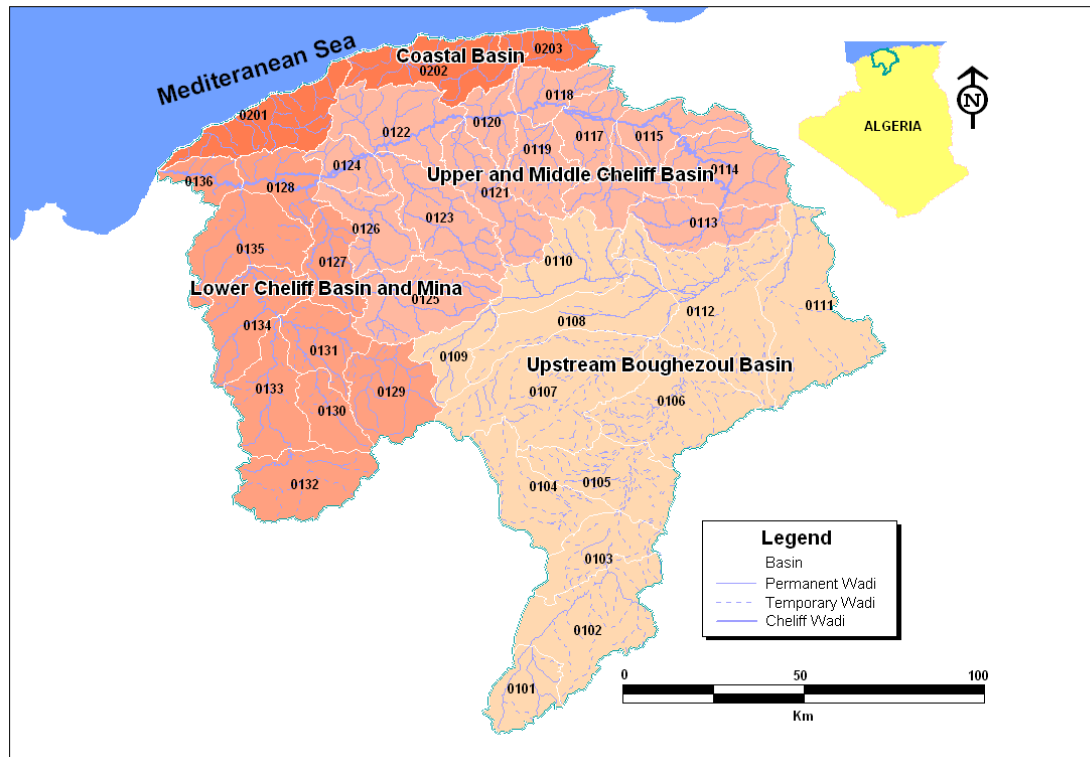 Mediteranean Sea
Coastal Basin
0203
0202
0201
0118
0122
0120
0117
0115
0119
0124
0114
Upper and Middle Cheliff Basin
0136
0128
0121
0123
0113
0126
0135
0127
0110
Lower Cheliff Basin and Mina
0125
0111
0112
0108
0134
0131
0109
Upstream Boughezoul Basin
0133
0129
0107
0106
0130
0132
0104
0105
0103
0102
0101
ALGERIA
N
Legend
Basin
Permanent Wadi
Temporary Wadi
Cheliff Wadi
0 50 100
Km